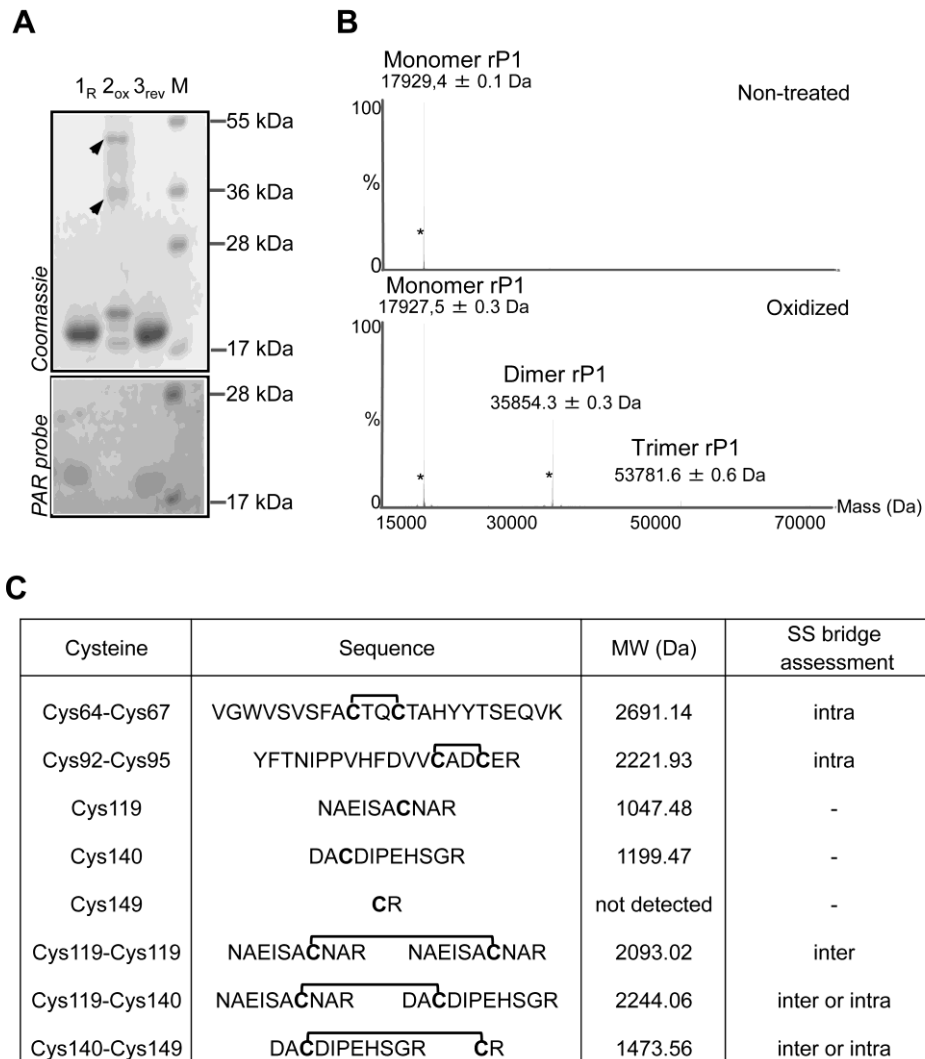 A
1R 2ox 3rev M
55 kDa
36 kDa
28 kDa
17 kDa
Coomassie
28 kDa
17 kDa
PAR probe
B
Monomer rP1
17929,4 ± 0.1 Da
Non-treated
100
%
*
0
Monomer rP1
17927,5 ± 0.3 Da
Oxidized
100
Dimer rP1
35854.3 ± 0.3 Da
%
Trimer rP1
53781.6 ± 0.6 Da
* *
0
Mass (Da)
15000 30000 50000 70000
C
Cysteine Sequence MW (Da) SS bridge assessment
Cys64-Cys67 VGWVSVSFACTQCTAHYYTSEQVK 2691.14 intra
Cys92-Cys95 YFTNIPPVHFDVVCADCER 2221.93 intra
Cys119 NAEISACNAR 1047.48 -
Cys140 DACDIPEHSGR 1199.47 -
Cys149 CR not detected -
Cys119-Cys119 NAEISACNAR NAEISACNAR 2093.02 inter
Cys119-Cys140 NAEISACNAR DACDIPEHSGR 2244.06 inter or intra
Cys140-Cys149 DACDIPEHSGR CR 1473.56 inter or intra